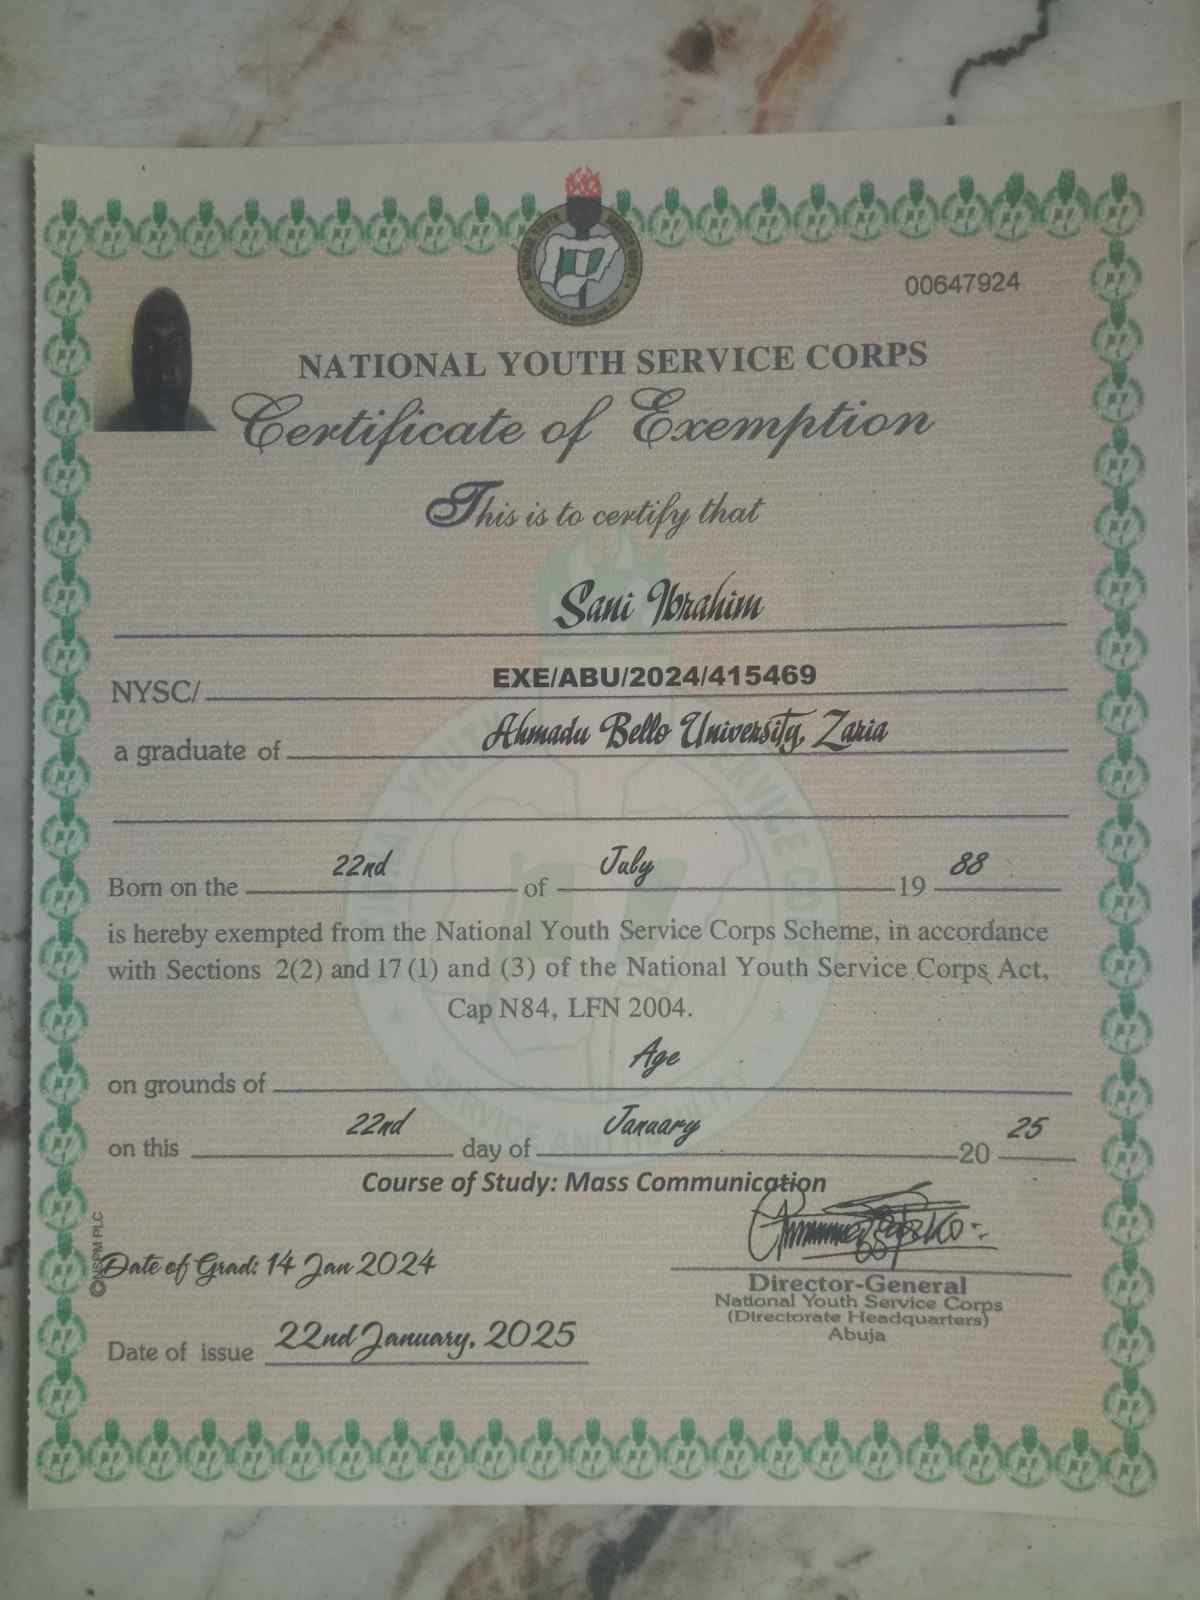 00647924
NATIONAL YOUTH SERVICE CORPS
Certificate of Exemption
This is to certify that
Sani Ibrahim
NYSC/ EXE/ABU/2024/415469
a graduate of Ahmadu Bello University, Zaria
Born on the 22nd of July 19 88
is hereby exempted from the National Youth Service Corps Scheme, in accordance
with Sections 2(2) and 17 (1) and (3) of the National Youth Service Corps Act,
Cap N84, LFN 2004.
on grounds of Age
on this 22nd day of January 20 25
Course of Study: Mass Communication
©NSPM PLC
Date of Grad: 14 Jan 2024
Director-General
National Youth Service Corps
(Directorate Headquarters)
Abuja
Date of issue 22nd January, 2025